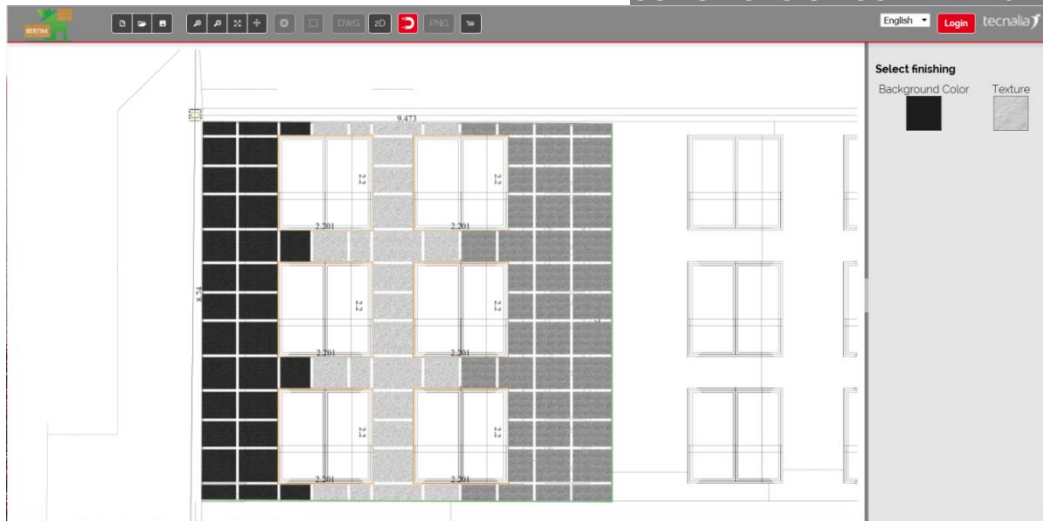 BERTIM
DWG 2D PNG
English Login tecnalia
Select finishing
Background Color Texture
9.473
2.2 2.2
2.201 2.201
2.2 2.2
2.201 2.201
2.2 2.2
2.201 2.201